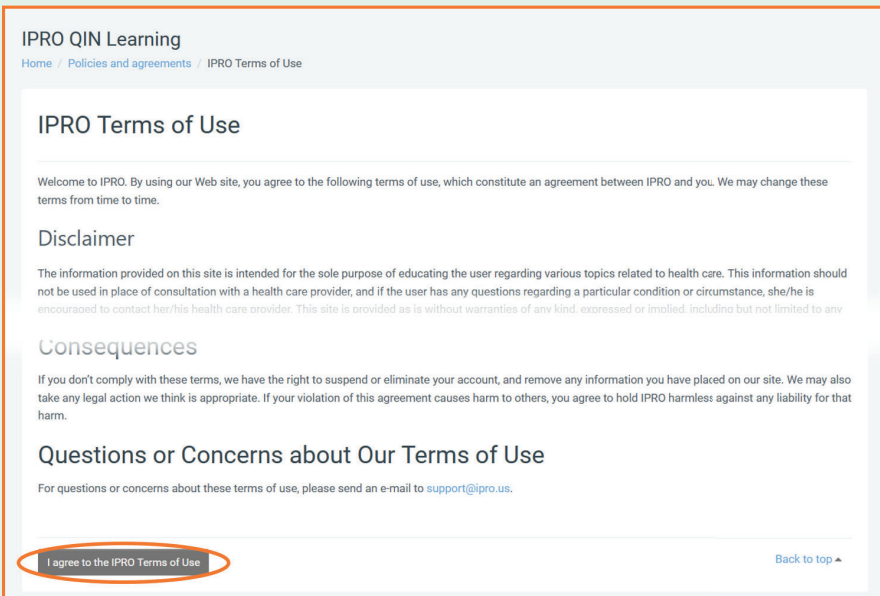 IPRO QIN Learning
Home / Policies and agreements / IPRO Terms of Use
IPRO Terms of Use
Welcome to IPRO. By using our Web site, you agree to the following terms of use, which constitute an agreement between IPRO and you. We may change these
terms from time to time.
Disclaimer
The information provided on this site is intended for the sole purpose of educating the user regarding various topics related to health care. This information should
not be used in place of consultation with a health care provider, and if the user has any questions regarding a particular condition or circumstance, she/he is
encouraged to contact her/his health care provider. This site is provided as is without warranties of any kind, expressed or implied, including but not limited to any
Consequences
If you don't comply with these terms, we have the right to suspend or eliminate your account, and remove any information you have placed on our site. We may also
take any legal action we think is appropriate. If your violation of this agreement causes harm to others, you agree to hold IPRO harmless against any liability for that
harm.
Questions or Concerns about Our Terms of Use
For questions or concerns about these terms of use, please send an e-mail to support@ipro.us.
I agree to the IPRO Terms of Use
Back to top